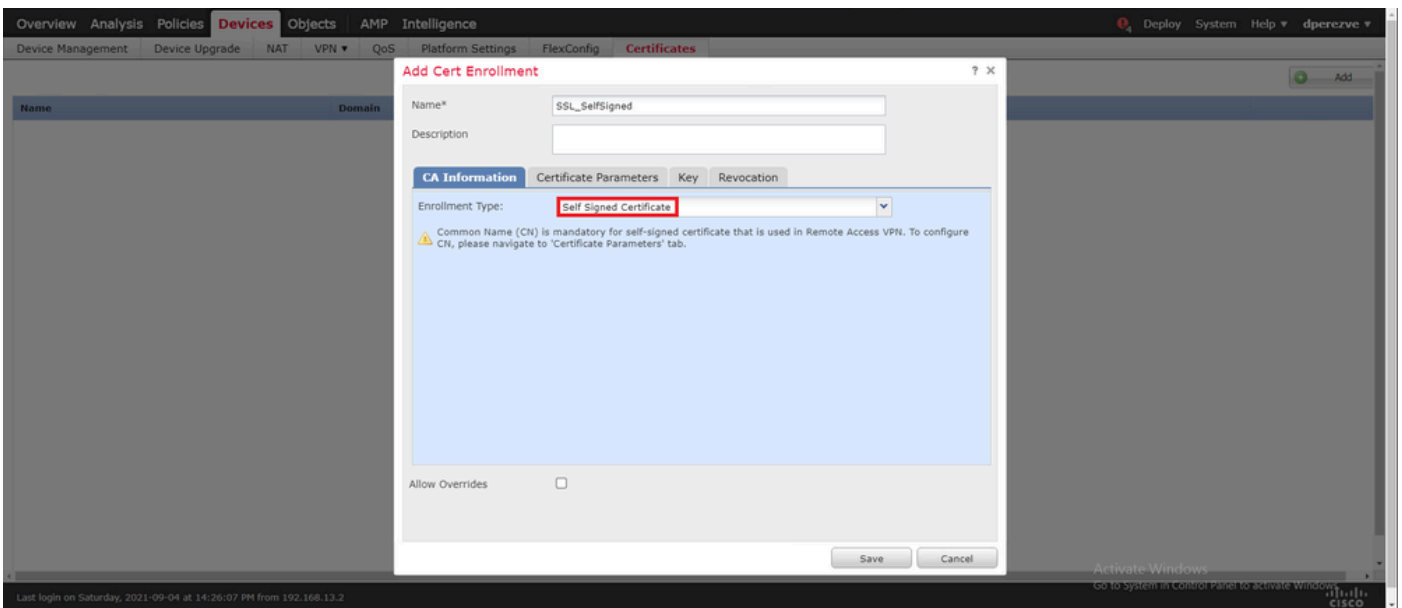 Overview Analysis Policies Devices Objects AMP Intelligence Deploy System Help ▾ dperezve ▾
Device Management Device Upgrade NAT VPN ▾ QoS Platform Settings FlexConfig Certificates
Add Cert Enrollment ? ×
Add
Name Domain
Name* SSL_SelfSigned
Description
CA Information Certificate Parameters Key Revocation
Enrollment Type: Self Signed Certificate
Common Name (CN) is mandatory for self-signed certificate that is used in Remote Access VPN. To configure
CN, please navigate to 'Certificate Parameters' tab.
Allow Overrides
Save Cancel
Activate Windows
Go to System in Control Panel to activate Windows.
Last login on Saturday, 2021-09-04 at 14:26:07 PM from 192.168.13.2
CISCO